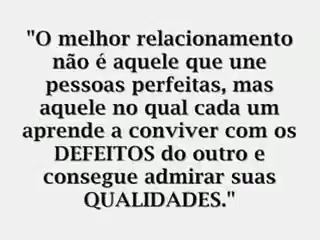 "O melhor relacionamento
não é aquele que une
pessoas perfeitas, mas
aquele no qual cada um
aprende a conviver com os
DEFEITOS do outro e
consegue admirar suas
QUALIDADES."